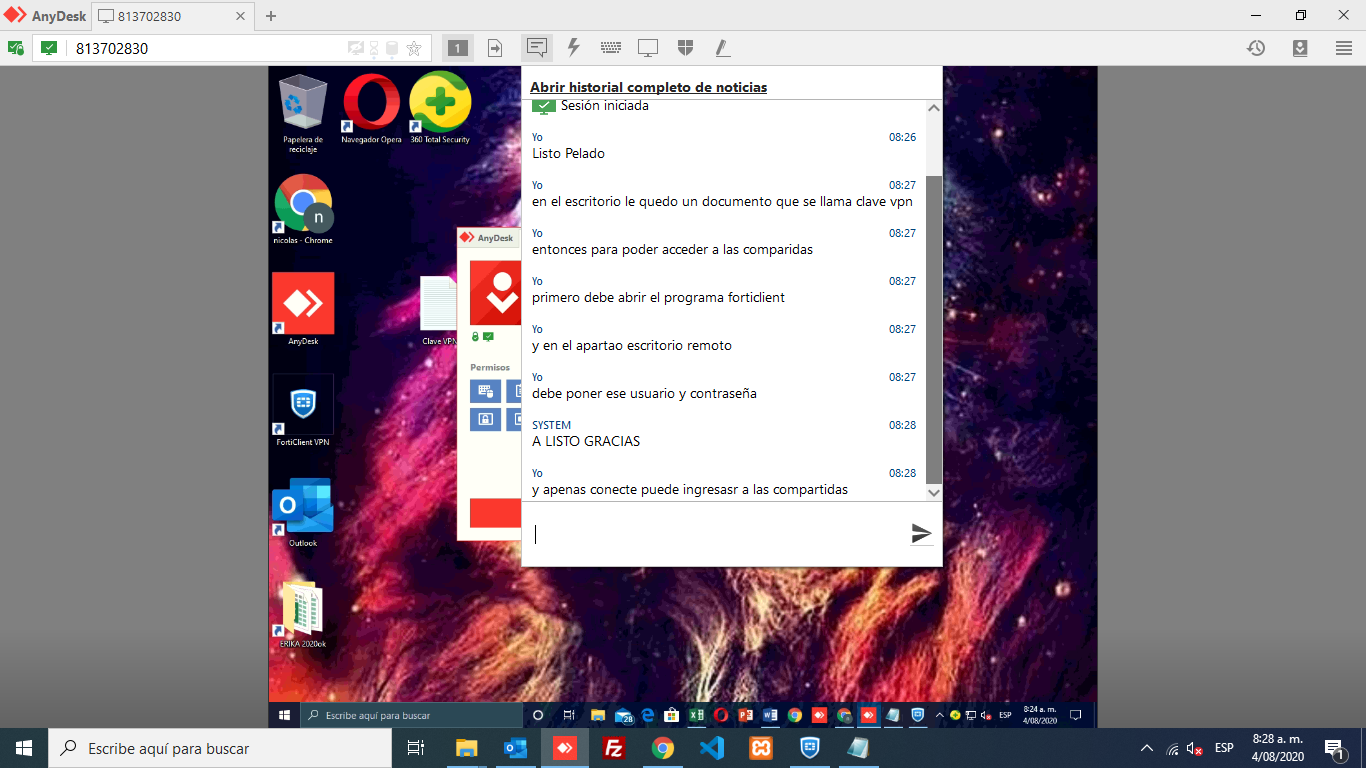 AnyDesk
813702830
813702830
1
Abrir historial completo de noticias
Sesión iniciada
Yo 08:26
Listo Pelado
Yo 08:27
en el escritorio le quedo un documento que se llama clave vpn
Yo 08:27
entonces para poder acceder a las comparidas
Yo 08:27
primero debe abrir el programa forticlient
Yo 08:27
y en el apartao escritorio remoto
Yo 08:27
debe poner ese usuario y contraseña
SYSTEM 08:28
A LISTO GRACIAS
Yo 08:28
y apenas conecte puede ingresasr a las compartidas
Papelera de
reciclaje
Navegador Opera
360 Total Security
n
nicolas - Chrome
AnyDesk
FortiClient VPN
Outlook
ERIKA 2020ok
Clave VPN
AnyDesk
Permisos
Escribe aquí para buscar
28
ESP
8:24 a. m.
4/08/2020
Escribe aquí para buscar
ESP
8:28 a. m.
4/08/2020
1